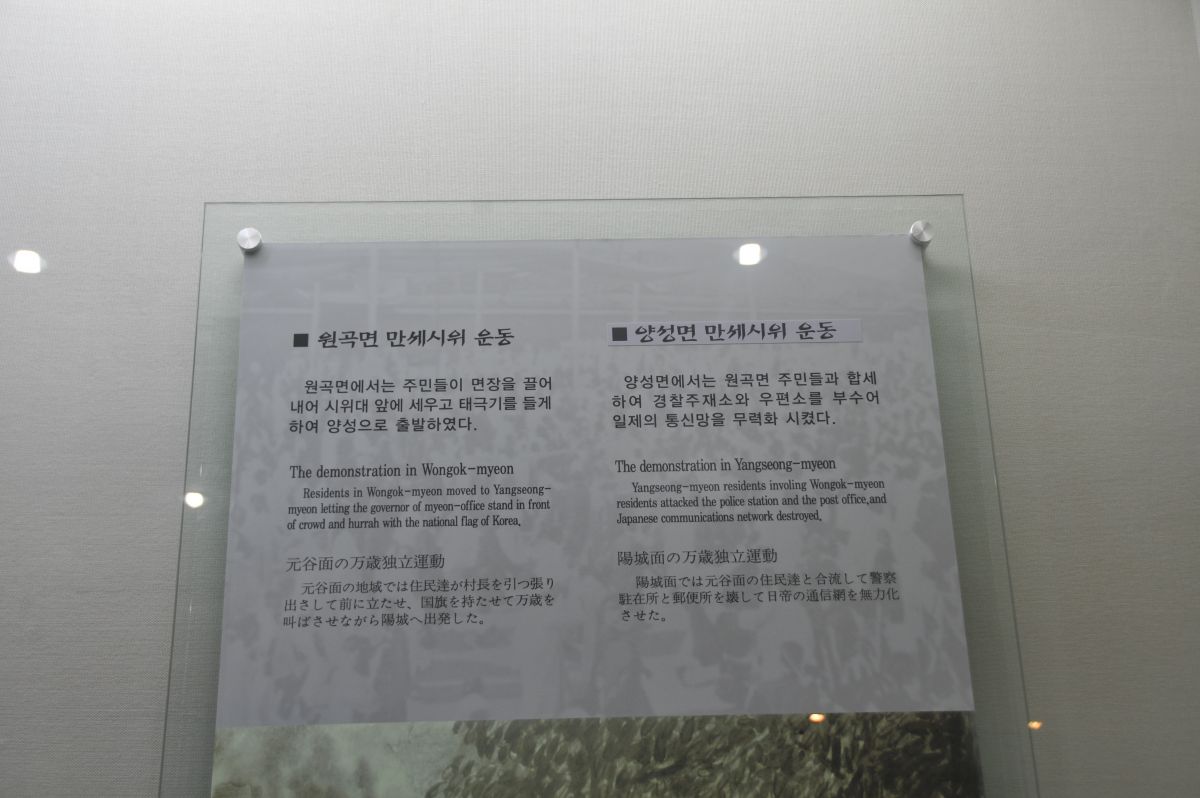 ■ 원곡면 만세시위 운동
원곡면에서는 주민들이 면장을 끌어
내어 시위대 앞에 세우고 태극기를 들게
하여 양성으로 출발하였다.
The demonstration in Wongok-myeon
Residents in Wongok-myeon moved to Yangseong-
myeon letting the governor of myeon-office stand in front
of crowd and hurrah with the national flag of Korea.
元谷面の万歳独立運動
元谷面の地域では住民達が村長を引つ張り
出さして前に立たせ、国旗を持たせて万歳を
叫ばさせながら陽城へ出発した。
■ 양성면 만세시위 운동
양성면에서는 원곡면 주민들과 합세
하여 경찰주재소와 우편소를 부수어
일제의 통신망을 무력화 시켰다.
The demonstration in Yangseong-myeon
Yangseong-myeon residents involing Wongok-myeon
residents attacked the police station and the post office,and
Japanese communications network destroyed.
陽城面の万歳独立運動
陽城面では元谷面の住民達と合流して警察
駐在所と郵便所を壊して日帝の通信網を無力化
させた。